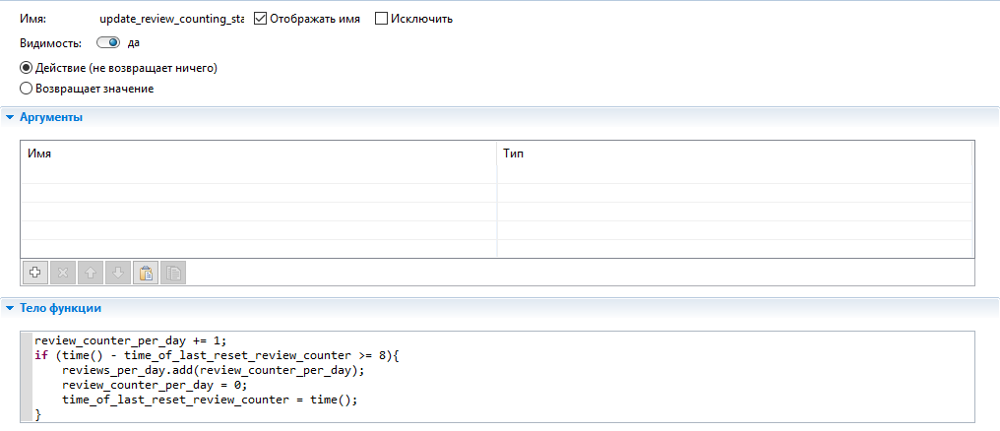 Имя: update_review_counting_sta Отображать имя Исключить
Видимость: да
Действие (не возвращает ничего)
Возвращает значение
Аргументы
Имя Тип
Тело функции
review_counter_per_day += 1;
if (time() - time_of_last_reset_review_counter >= 8){
    reviews_per_day.add(review_counter_per_day);
    review_counter_per_day = 0;
    time_of_last_reset_review_counter = time();
}